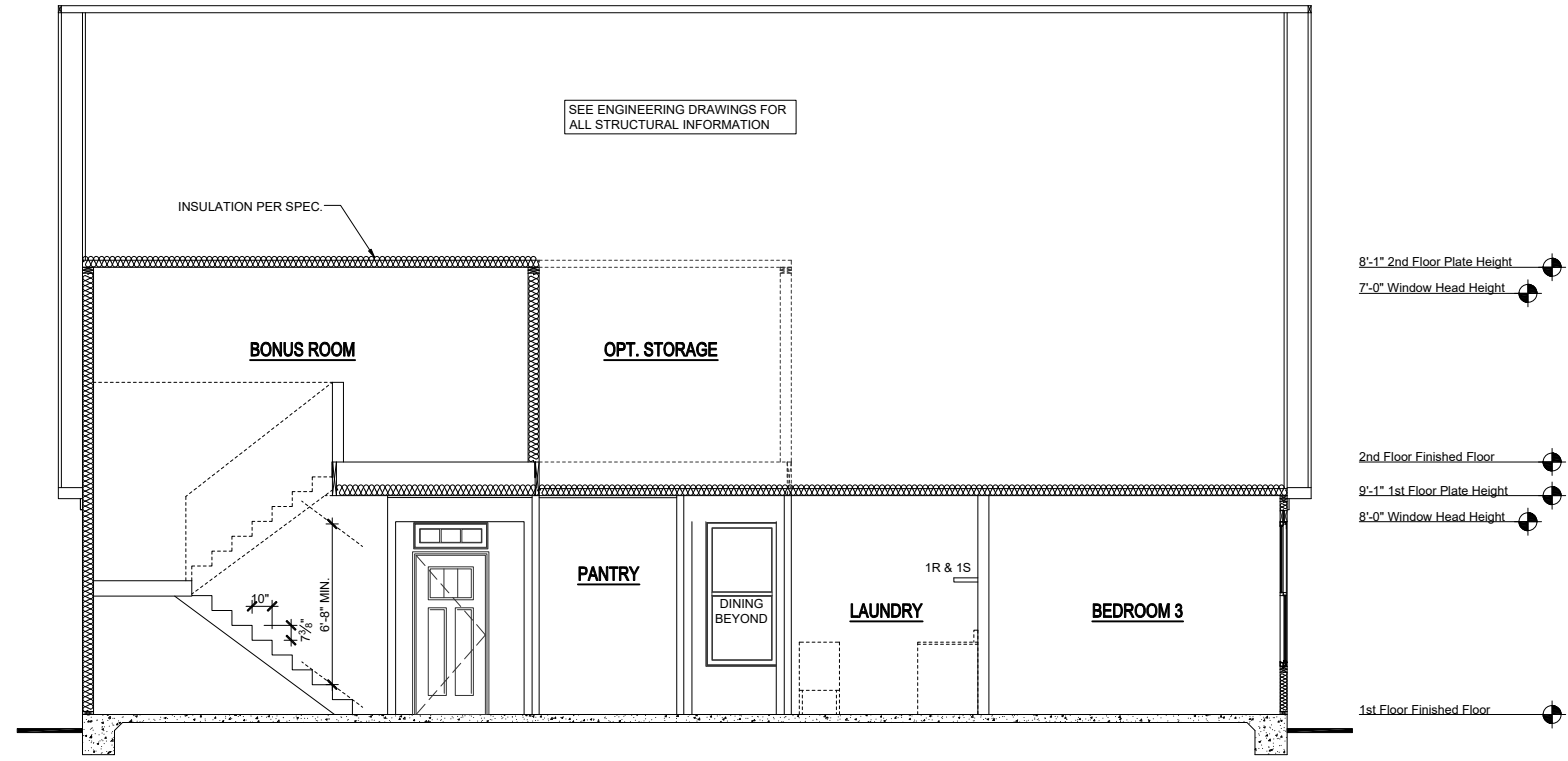 SEE ENGINEERING DRAWINGS FOR
ALL STRUCTURAL INFORMATION
INSULATION PER SPEC.
8'-1" 2nd Floor Plate Height
7'-0" Window Head Height
BONUS ROOM
OPT. STORAGE
2nd Floor Finished Floor
9'-1" 1st Floor Plate Height
8'-0" Window Head Height
1R & 1S
PANTRY
10"
7⅜"
6'-8" MIN.
DINING
BEYOND
LAUNDRY
BEDROOM 3
1st Floor Finished Floor